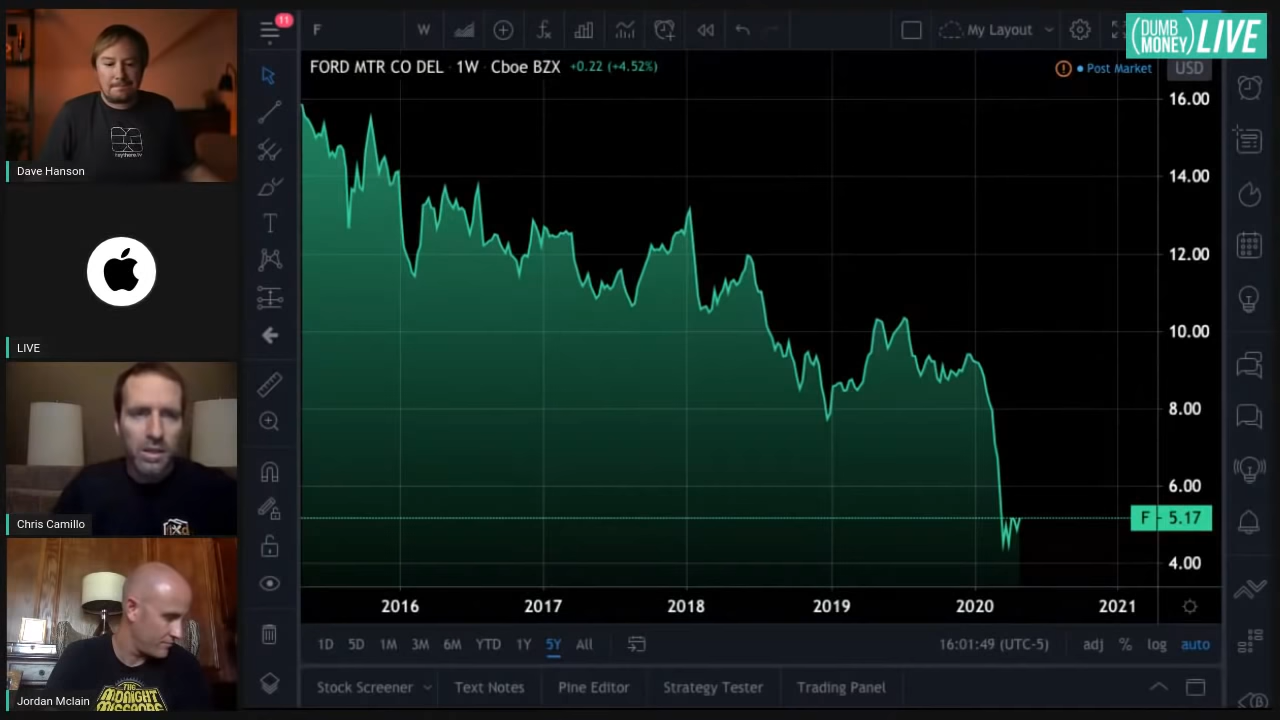 11
F
W
My Layout
(DUMB MONEY) LIVE
FORD MTR CO DEL · 1W · Cboe BZX +0.22 (+4.52%)
Post Market
USD
16.00
14.00
12.00
10.00
8.00
6.00
F 5.17
4.00
2016 2017 2018 2019 2020 2021
1D 5D 1M 3M 6M YTD 1Y 5Y All
16:01:49 (UTC-5) adj % log auto
Stock Screener Text Notes Pine Editor Strategy Tester Trading Panel
Dave Hanson
LIVE
Chris Camillo
Jordan Mclain
THE
MIDNIGHT